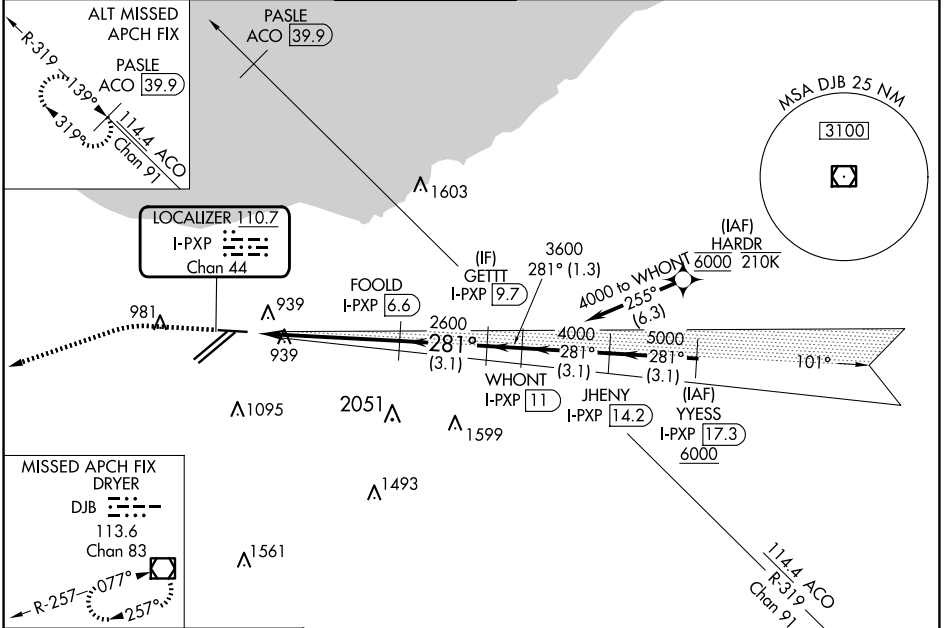 ALT MISSED
APCH FIX
PASLE
ACO 39.9
R-319
139°
319°
114.4 ACO
Chan 91
PASLE
ACO 39.9
MSA DJB 25 NM
3100
1603
LOCALIZER 110.7
I-PXP
Chan 44
(IAF)
HARDR
6000 210K
4000 to WHONT
255°
(6.3)
3600
281° (1.3)
(IF)
GETTT
I-PXP 9.7
FOOLD
I-PXP 6.6
981
939
939
2600
281°
(3.1)
4000
281°
(3.1)
5000
281°
(3.1)
101°
WHONT
I-PXP 11
JHENY
I-PXP 14.2
(IAF)
YYESS
I-PXP 17.3
6000
1095
2051
1599
1493
1561
MISSED APCH FIX
DRYER
DJB
113.6
Chan 83
R-257
077°
257°
114.4 ACO
R-319
Chan 91